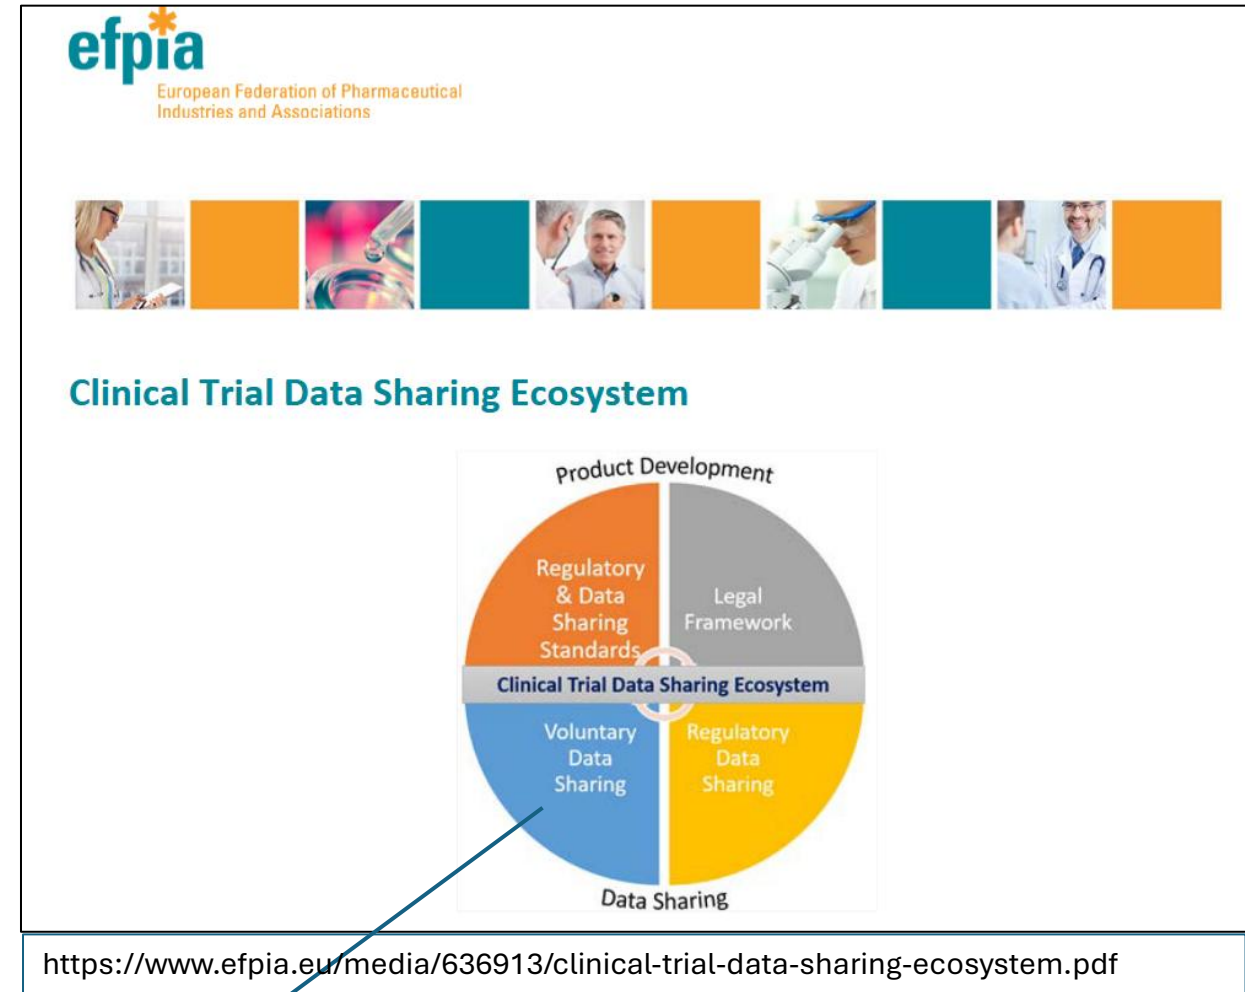 efpia
European Federation of Pharmaceutical
Industries and Associations
Clinical Trial Data Sharing Ecosystem
Product Development
Regulatory
& Data
Sharing
Standards
Legal
Framework
Clinical Trial Data Sharing Ecosystem
Voluntary
Data
Sharing
Regulatory
Data
Sharing
Data Sharing
https://www.efpia.eu/media/636913/clinical-trial-data-sharing-ecosystem.pdf